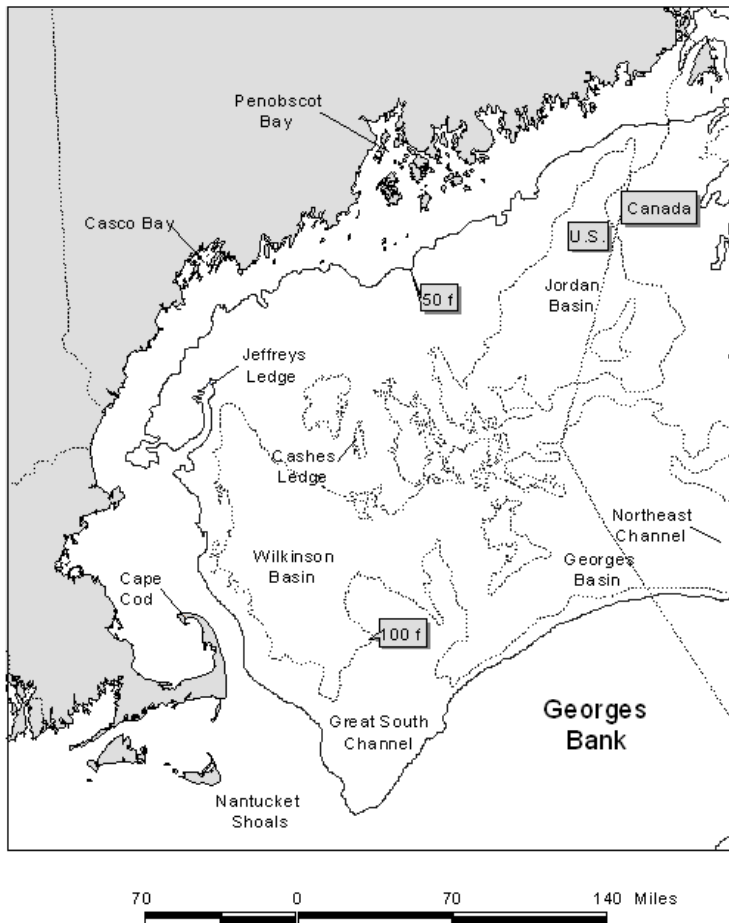 Penobscot
Bay
Casco Bay
Canada
U.S.
Jordan
Basin
50 f
Jeffreys
Ledge
Cashes
Ledge
Northeast
Channel
Wilkinson
Basin
Georges
Basin
Cape
Cod
100 f
Great South
Channel
Georges
Bank
Nantucket
Shoals
70 0 70 140 Miles